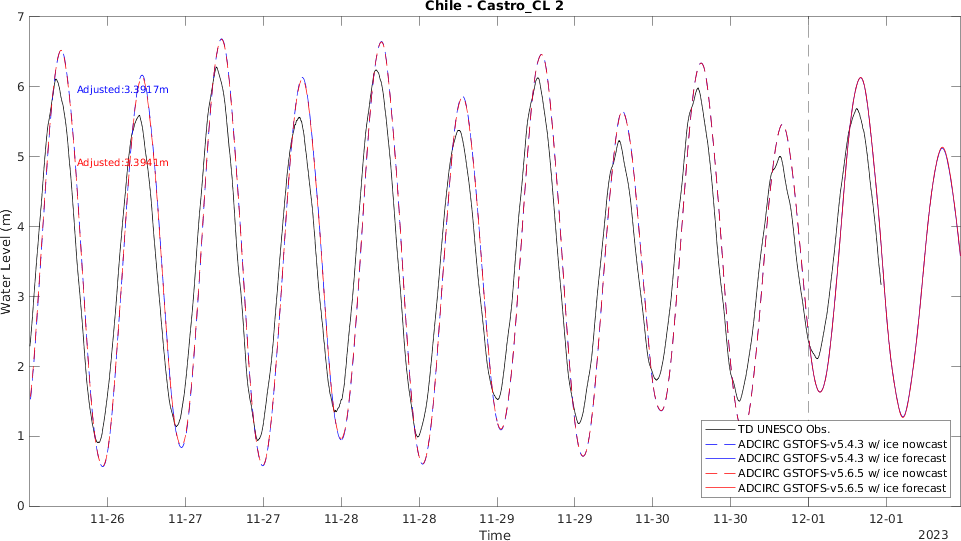 Chile - Castro_CL 2
7
6
5
4
3
2
1
0
Water Level (m)
Adjusted:3.3917m
Adjusted:3.3941m
TD UNESCO Obs.
ADCIRC GSTOFS-v5.4.3 w/ ice nowcast
ADCIRC GSTOFS-v5.4.3 w/ ice forecast
ADCIRC GSTOFS-v5.6.5 w/ ice nowcast
ADCIRC GSTOFS-v5.6.5 w/ ice forecast
11-26 11-27 11-27 11-28 11-28 11-29 11-29 11-30 11-30 12-01 12-01
Time
2023